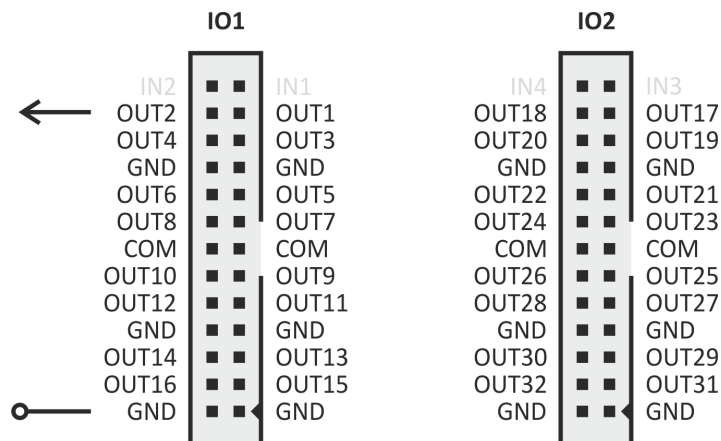 IO1 IO2
IN2 IN1 IN4 IN3
OUT2 OUT1 OUT18 OUT17
OUT4 OUT3 OUT20 OUT19
GND GND GND GND
OUT6 OUT5 OUT22 OUT21
OUT8 OUT7 OUT24 OUT23
COM COM COM COM
OUT10 OUT9 OUT26 OUT25
OUT12 OUT11 OUT28 OUT27
GND GND GND GND
OUT14 OUT13 OUT30 OUT29
OUT16 OUT15 OUT32 OUT31
GND GND GND GND